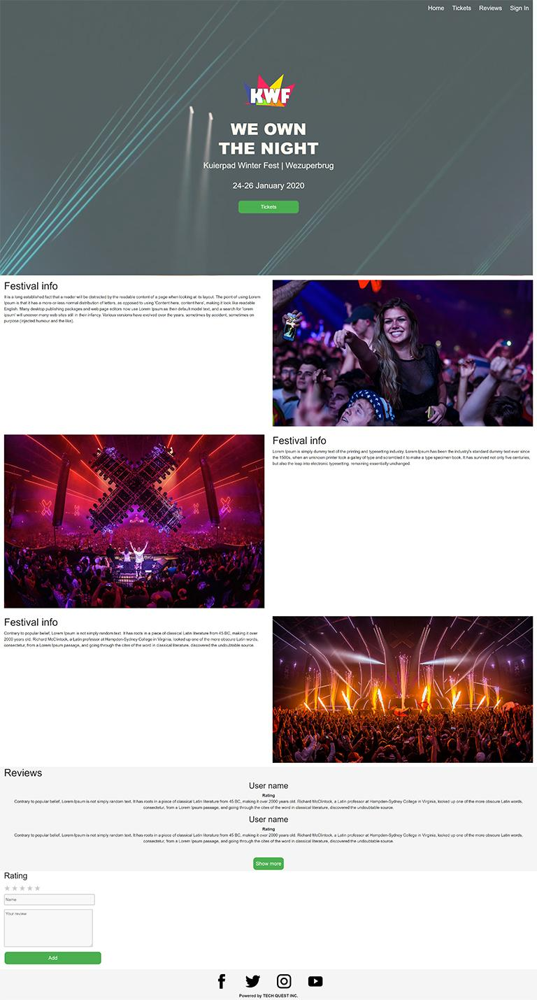 Home Tickets Reviews Sign In
KWF
WE OWN
THE NIGHT
Kuierpad Winter Fest | Wezuperbrug
24-26 January 2020
Tickets
Festival info
It is a long established fact that a reader will be distracted by the readable content of a page when looking at its layout. The point of using Lorem
Ipsum is that it has a more-or-less normal distribution of letters, as opposed to using 'Content here, content here', making it look like readable
English. Many desktop publishing packages and web page editors now use Lorem Ipsum as their default model text, and a search for 'lorem
ipsum' will uncover many web sites still in their infancy. Various versions have evolved over the years, sometimes by accident, sometimes on
purpose (injected humour and the like).
Festival info
Lorem Ipsum is simply dummy text of the printing and typesetting industry. Lorem Ipsum has been the industry's standard dummy text ever since
the 1500s, when an unknown printer took a galley of type and scrambled it to make a type specimen book. It has survived not only five centuries,
but also the leap into electronic typesetting, remaining essentially unchanged.
Festival info
Contrary to popular belief, Lorem Ipsum is not simply random text. It has roots in a piece of classical Latin literature from 45 BC, making it over
2000 years old. Richard McClintock, a Latin professor at Hampden-Sydney College in Virginia, looked up one of the more obscure Latin words,
consectetur, from a Lorem Ipsum passage, and going through the cites of the word in classical literature, discovered the undoubtable source.
Reviews
User name
Rating
Contrary to popular belief, Lorem Ipsum is not simply random text. It has roots in a piece of classical Latin literature from 45 BC, making it over 2000 years old. Richard McClintock, a Latin professor at Hampden-Sydney College in Virginia, looked up one of the more obscure Latin words,
consectetur, from a Lorem Ipsum passage, and going through the cites of the word in classical literature, discovered the undoubtable source.
User name
Rating
Contrary to popular belief, Lorem Ipsum is not simply random text. It has roots in a piece of classical Latin literature from 45 BC, making it over 2000 years old. Richard McClintock, a Latin professor at Hampden-Sydney College in Virginia, looked up one of the more obscure Latin words,
consectetur, from a Lorem Ipsum passage, and going through the cites of the word in classical literature, discovered the undoubtable source.
Show more
Rating
Name
Your review
Add
Powered by TECH QUEST INC.